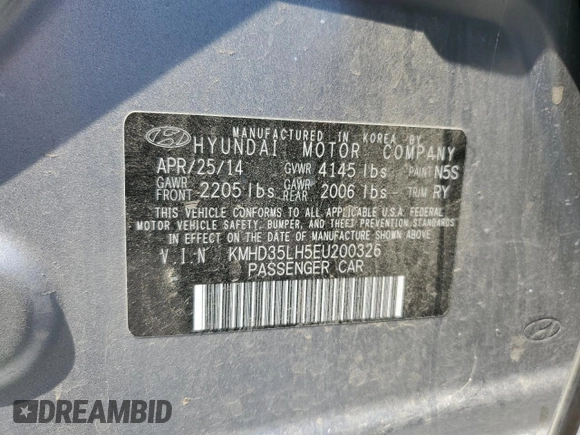 MANUFACTURED IN KOREA BY
HYUNDAI MOTOR COMPANY
APR/25/14 GVWR 4145 lbs PAINT N5S
GAWR FRONT 2205 lbs GAWR REAR 2006 lbs TRIM RY
THIS VEHICLE CONFORMS TO ALL APPLICABLE U.S.A. FEDERAL
MOTOR VEHICLE SAFETY, BUMPER, AND THEFT PREVENTION STANDARDS
IN EFFECT ON THE DATE OF MANUFACTURE SHOWN ABOVE.
V.I.N KMHD35LH5EU200326
PASSENGER CAR
DREAMBID